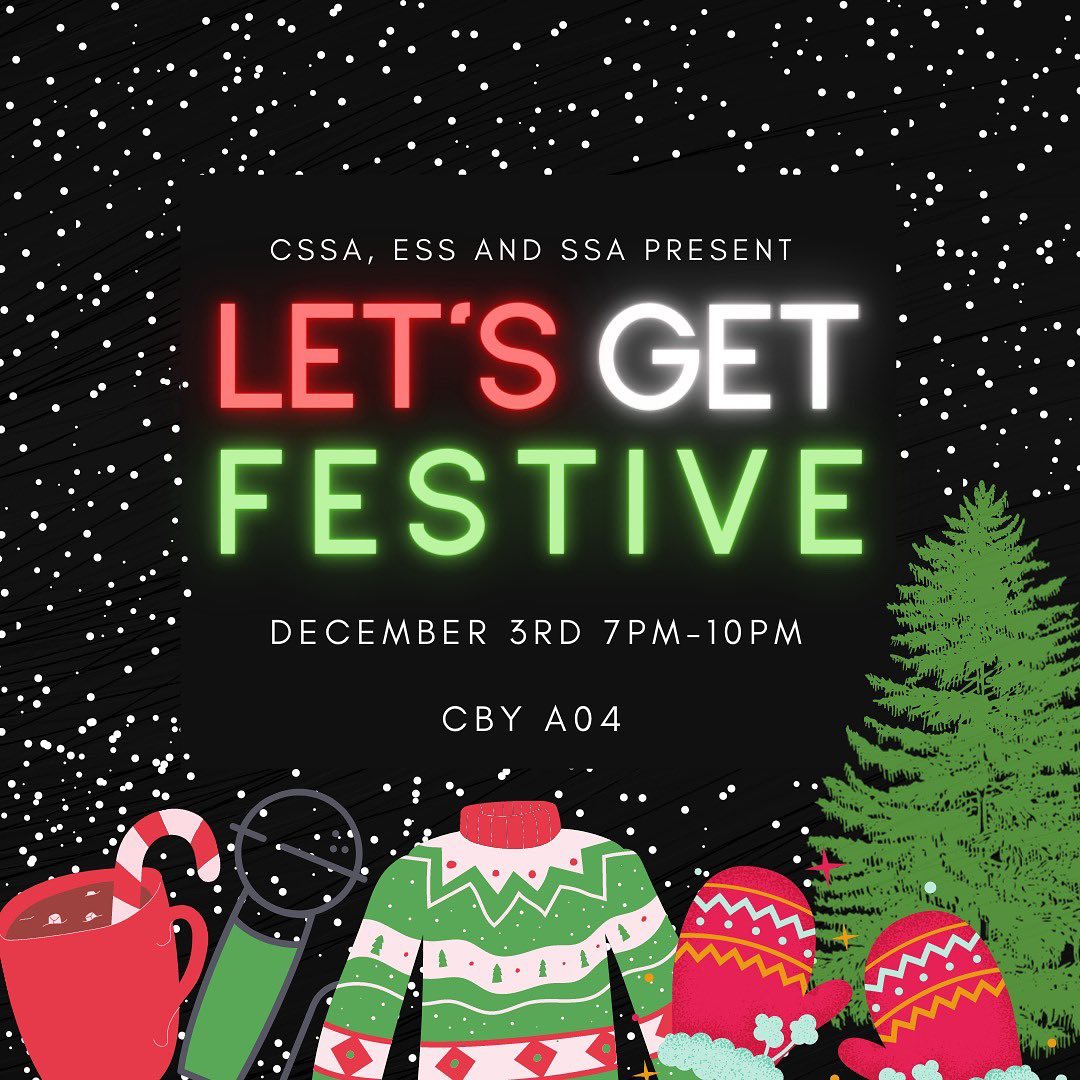 CSSA, ESS AND SSA PRESENT
LET‘S GET
FESTIVE
DECEMBER 3RD 7PM-10PM
CBY A04